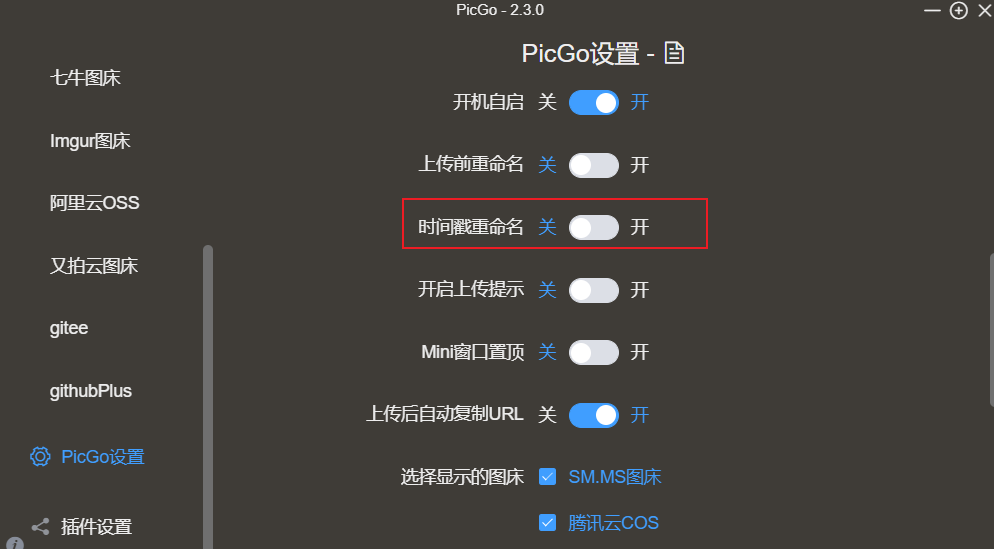 PicGo - 2.3.0
PicGo设置 -
七牛图床
Imgur图床
阿里云OSS
又拍云图床
gitee
githubPlus
PicGo设置
插件设置
开机自启 关 开
上传前重命名 关 开
时间戳重命名 关 开
开启上传提示 关 开
Mini窗口置顶 关 开
上传后自动复制URL 关 开
选择显示的图床 SM.MS图床
腾讯云COS